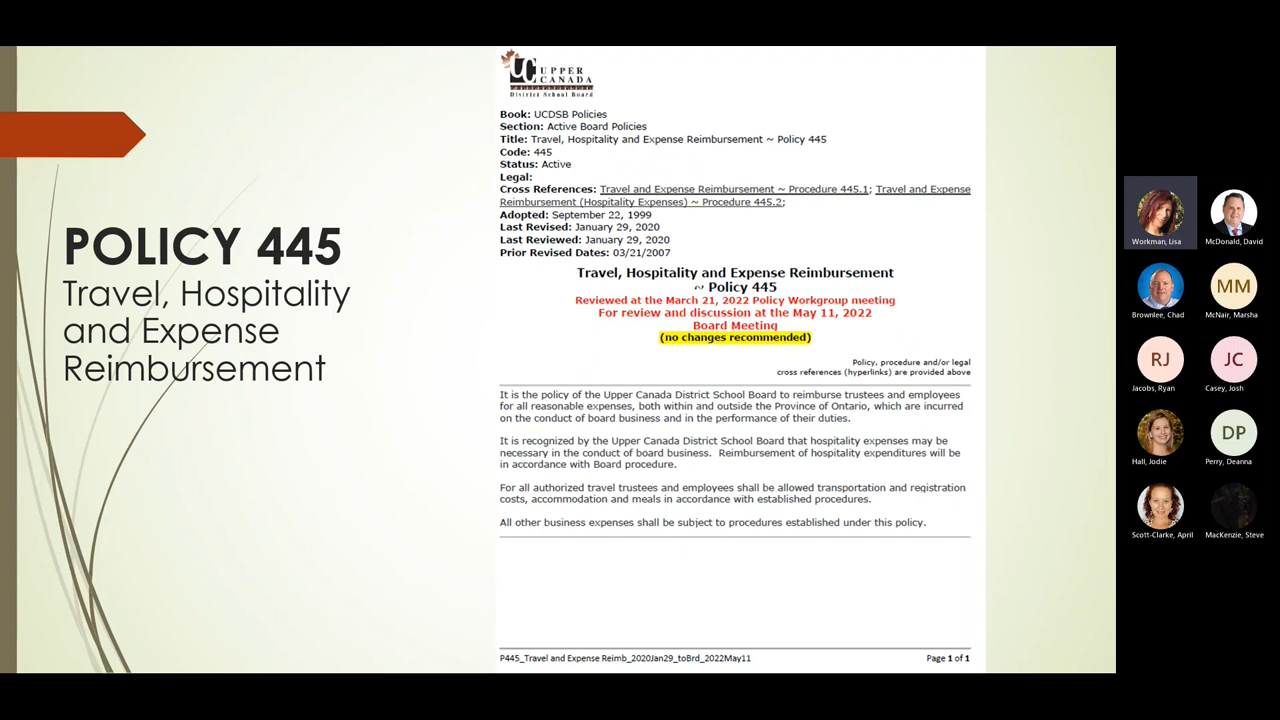 POLICY 445
Travel, Hospitality
and Expense
Reimbursement
UC UPPER
CANADA
District School Board
Book: UCDSB Policies
Section: Active Board Policies
Title: Travel, Hospitality and Expense Reimbursement ~ Policy 445
Code: 445
Status: Active
Legal:
Cross References: Travel and Expense Reimbursement ~ Procedure 445.1; Travel and Expense
Reimbursement (Hospitality Expenses) ~ Procedure 445.2;
Adopted: September 22, 1999
Last Revised: January 29, 2020
Last Reviewed: January 29, 2020
Prior Revised Dates: 03/21/2007
Travel, Hospitality and Expense Reimbursement
~ Policy 445
Reviewed at the March 21, 2022 Policy Workgroup meeting
For review and discussion at the May 11, 2022
Board Meeting
(no changes recommended)
Policy, procedure and/or legal
cross references (hyperlinks) are provided above
It is the policy of the Upper Canada District School Board to reimburse trustees and employees
for all reasonable expenses, both within and outside the Province of Ontario, which are incurred
on the conduct of board business and in the performance of their duties.
It is recognized by the Upper Canada District School Board that hospitality expenses may be
necessary in the conduct of board business.  Reimbursement of hospitality expenditures will be
in accordance with Board procedure.
For all authorized travel trustees and employees shall be allowed transportation and registration
costs, accommodation and meals in accordance with established procedures.
All other business expenses shall be subject to procedures established under this policy.
P445_Travel and Expense Reimb_2020Jan29_toBrd_2022May11
Page 1 of 1
Workman, Lisa
McDonald, David
MM
Brownlee, Chad
McNair, Marsha
RJ
JC
Jacobs, Ryan
Casey, Josh
DP
Hall, Jodie
Perry, Deanna
Scott-Clarke, April
MacKenzie, Steve